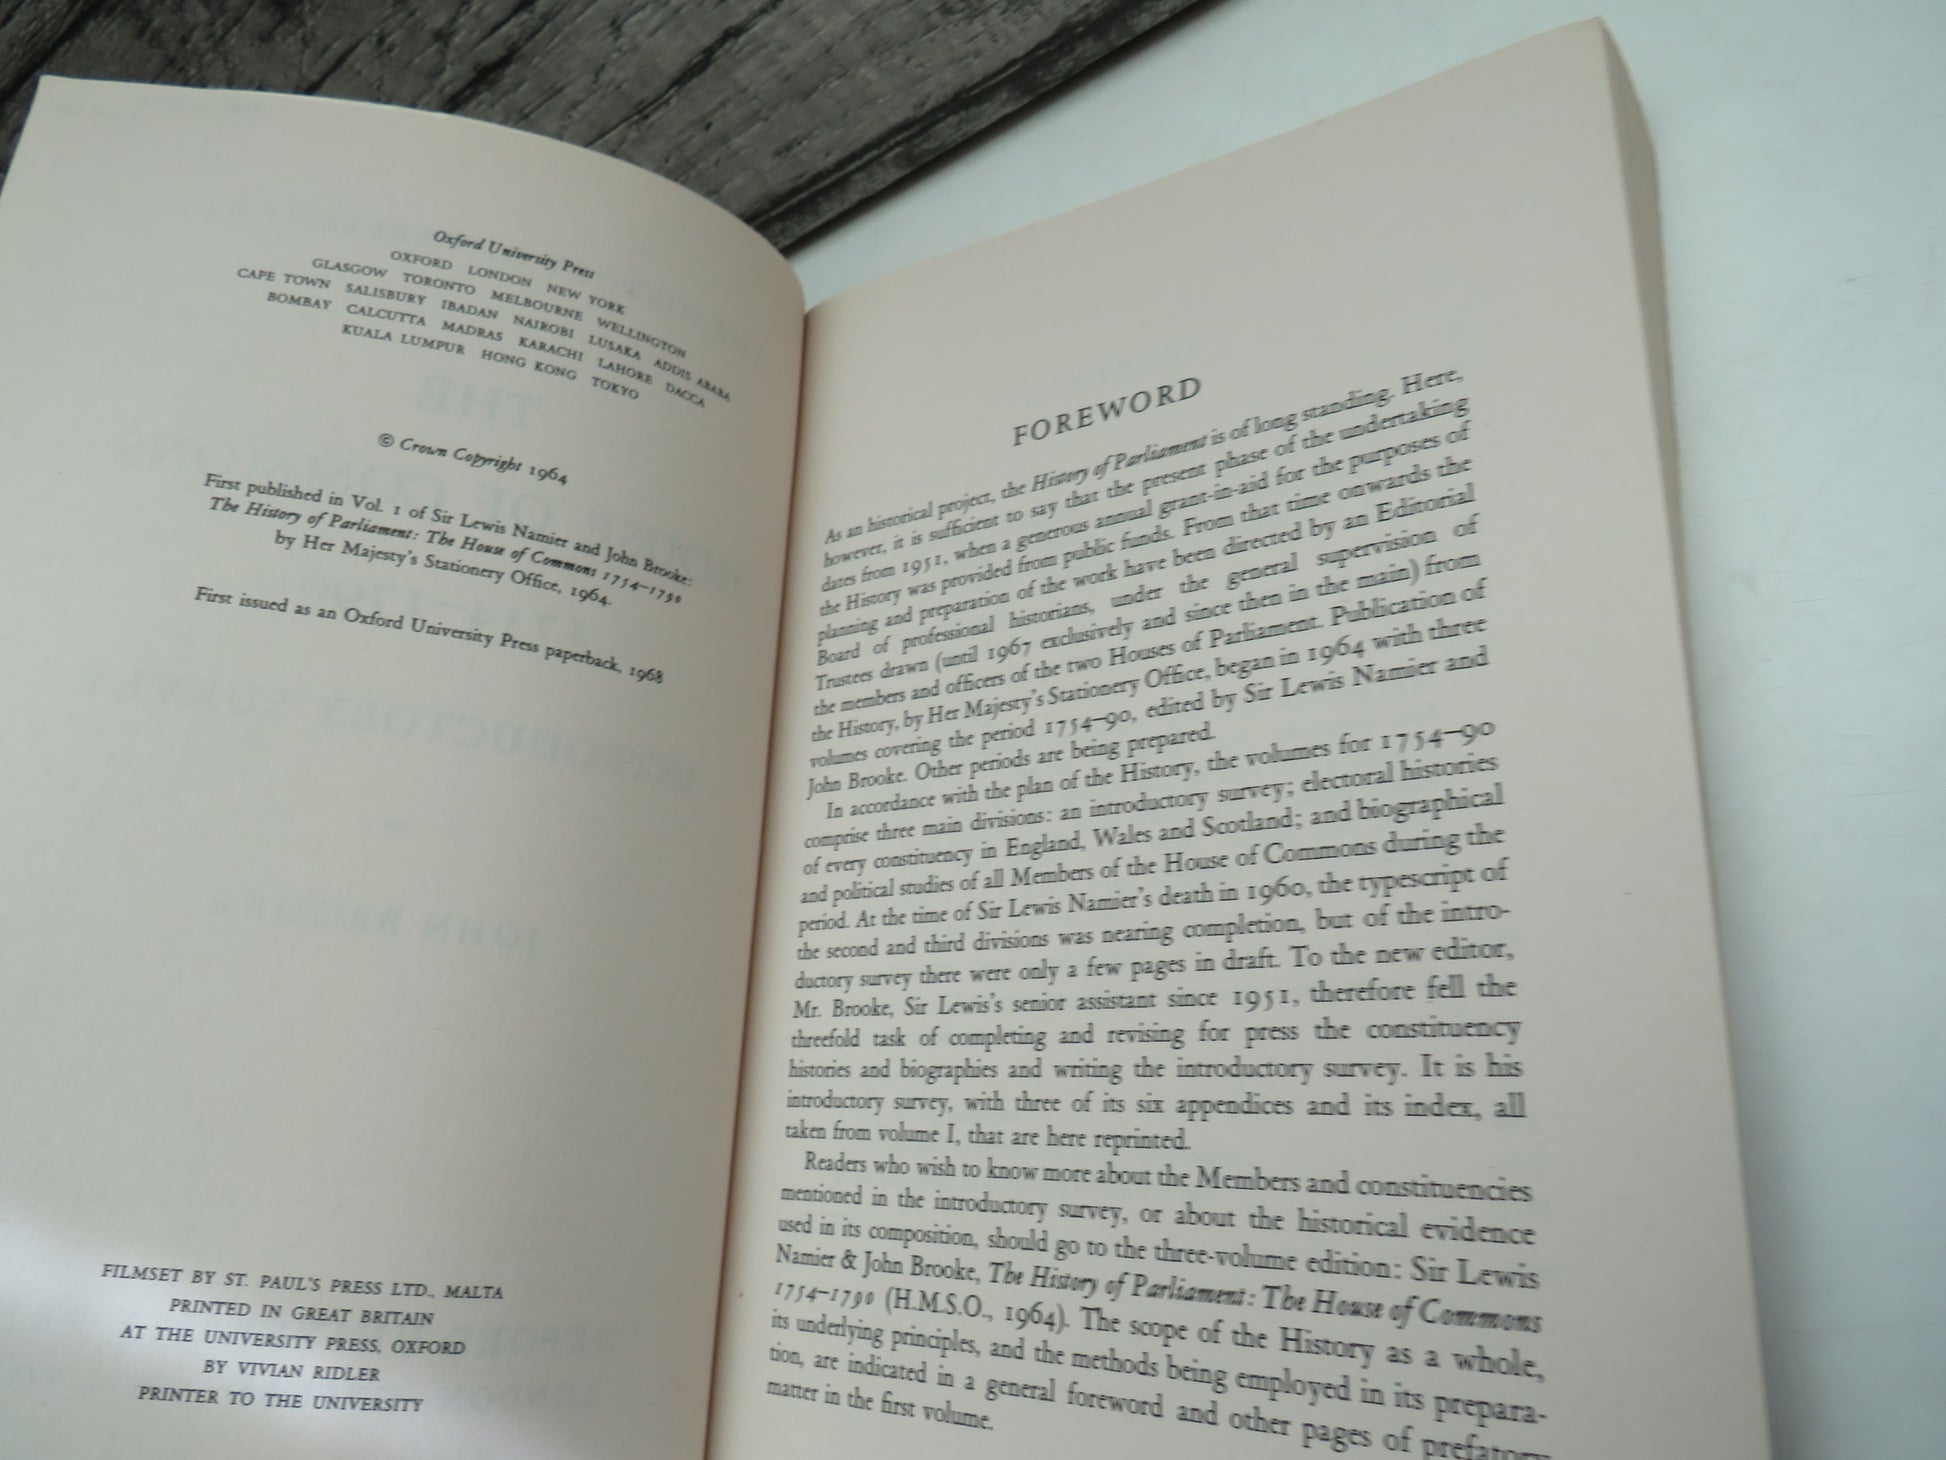 Oxford University Press
OXFORD LONDON NEW YORK
GLASGOW TORONTO MELBOURNE WELLINGTON
CAPE TOWN SALISBURY IBADAN NAIROBI LUSAKA ADDIS ABABA
BOMBAY CALCUTTA MADRAS KARACHI LAHORE DACCA
KUALA LUMPUR HONG KONG TOKYO
© Crown Copyright 1964
First published in Vol. 1 of Sir Lewis Namier and John Brooke:
The History of Parliament: The House of Commons 1754–1790
by Her Majesty's Stationery Office, 1964.
First issued as an Oxford University Press paperback, 1968
FILMSET BY ST. PAUL'S PRESS LTD., MALTA
PRINTED IN GREAT BRITAIN
AT THE UNIVERSITY PRESS, OXFORD
BY VIVIAN RIDLER
PRINTER TO THE UNIVERSITY
FOREWORD
As an historical project, the History of Parliament is of long standing. Here,
however, it is sufficient to say that the present phase of the undertaking
dates from 1951, when a generous annual grant-in-aid for the purposes of
the History was provided from public funds. From that time onwards the
planning and preparation of the work have been directed by an Editorial
Board of professional historians, under the general supervision of
Trustees drawn (until 1967 exclusively and since then in the main) from
the members and officers of the two Houses of Parliament. Publication of
the History, by Her Majesty's Stationery Office, began in 1964 with three
volumes covering the period 1754–90, edited by Sir Lewis Namier and
John Brooke. Other periods are being prepared.
In accordance with the plan of the History, the volumes for 1754–90
comprise three main divisions: an introductory survey; electoral histories
of every constituency in England, Wales and Scotland; and biographical
and political studies of all Members of the House of Commons during the
period. At the time of Sir Lewis Namier's death in 1960, the typescript of
the second and third divisions was nearing completion, but of the intro-
ductory survey there were only a few pages in draft. To the new editor,
Mr. Brooke, Sir Lewis's senior assistant since 1951, therefore fell the
threefold task of completing and revising for press the constituency
histories and biographies and writing the introductory survey. It is his
introductory survey, with three of its six appendices and its index, all
taken from volume I, that are here reprinted.
Readers who wish to know more about the Members and constituencies
mentioned in the introductory survey, or about the historical evidence
used in its composition, should go to the three-volume edition: Sir Lewis
Namier & John Brooke, The History of Parliament: The House of Commons
1754–1790 (H.M.S.O., 1964). The scope of the History as a whole,
its underlying principles, and the methods being employed in its prepara-
tion, are indicated in a general foreword and other pages of prefatory
matter in the first volume.